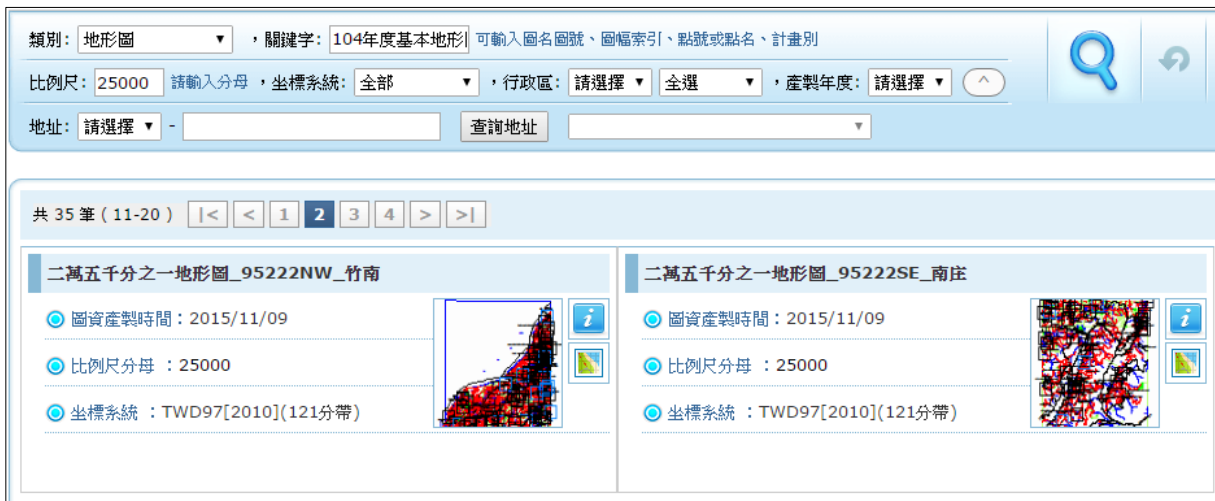 類別: 地形圖 ▼ ，關鍵字: 104年度基本地形 可輸入圖名圖號、圖幅索引、點號或點名、計畫別
比例尺: 25000 請輸入分母 ，坐標系統: 全部 ▼ ，行政區: 請選擇 ▼ 全選 ▼ ，產製年度: 請選擇 ▼ ^
地址: 請選擇 ▼ - 查詢地址 ▼
共 35 筆 ( 11-20 ) |< < 1 2 3 4 > >|
二萬五千分之一地形圖_95222NW_竹南
圖資產製時間：2015/11/09
比例尺分母 ：25000
坐標系統 ：TWD97[2010](121分帶)
二萬五千分之一地形圖_95222SE_南庄
圖資產製時間：2015/11/09
比例尺分母 ：25000
坐標系統 ：TWD97[2010](121分帶)